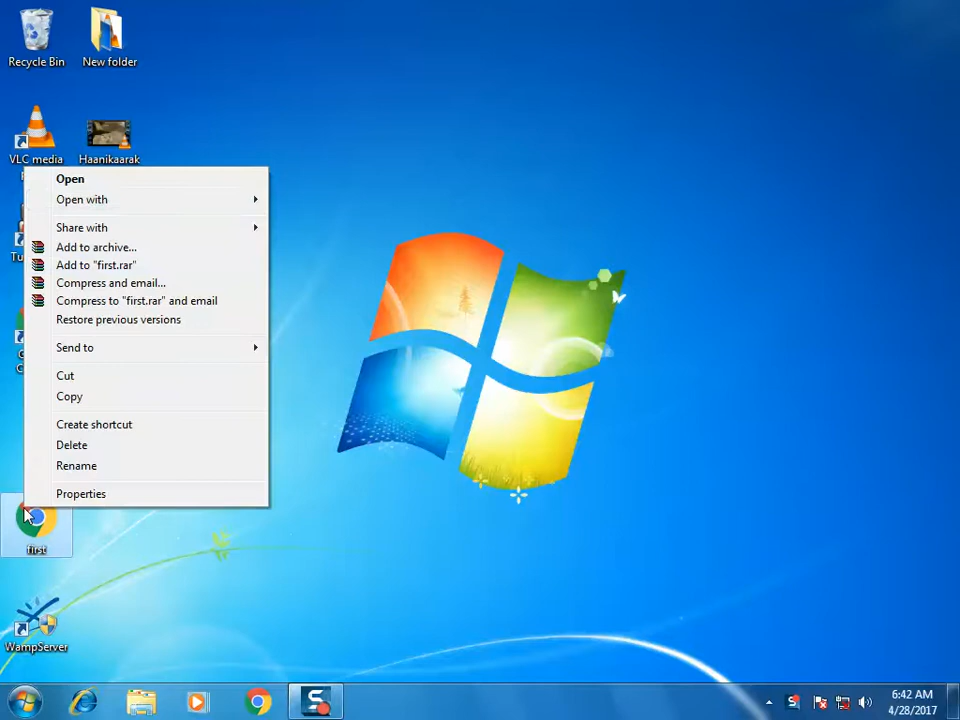 Recycle Bin
New folder
VLC media
Haanikaarak
Open
Open with
Share with
Add to archive...
Add to "first.rar"
Compress and email...
Compress to "first.rar" and email
Restore previous versions
Send to
Cut
Copy
Create shortcut
Delete
Rename
Properties
first
WampServer
6:42 AM
4/28/2017